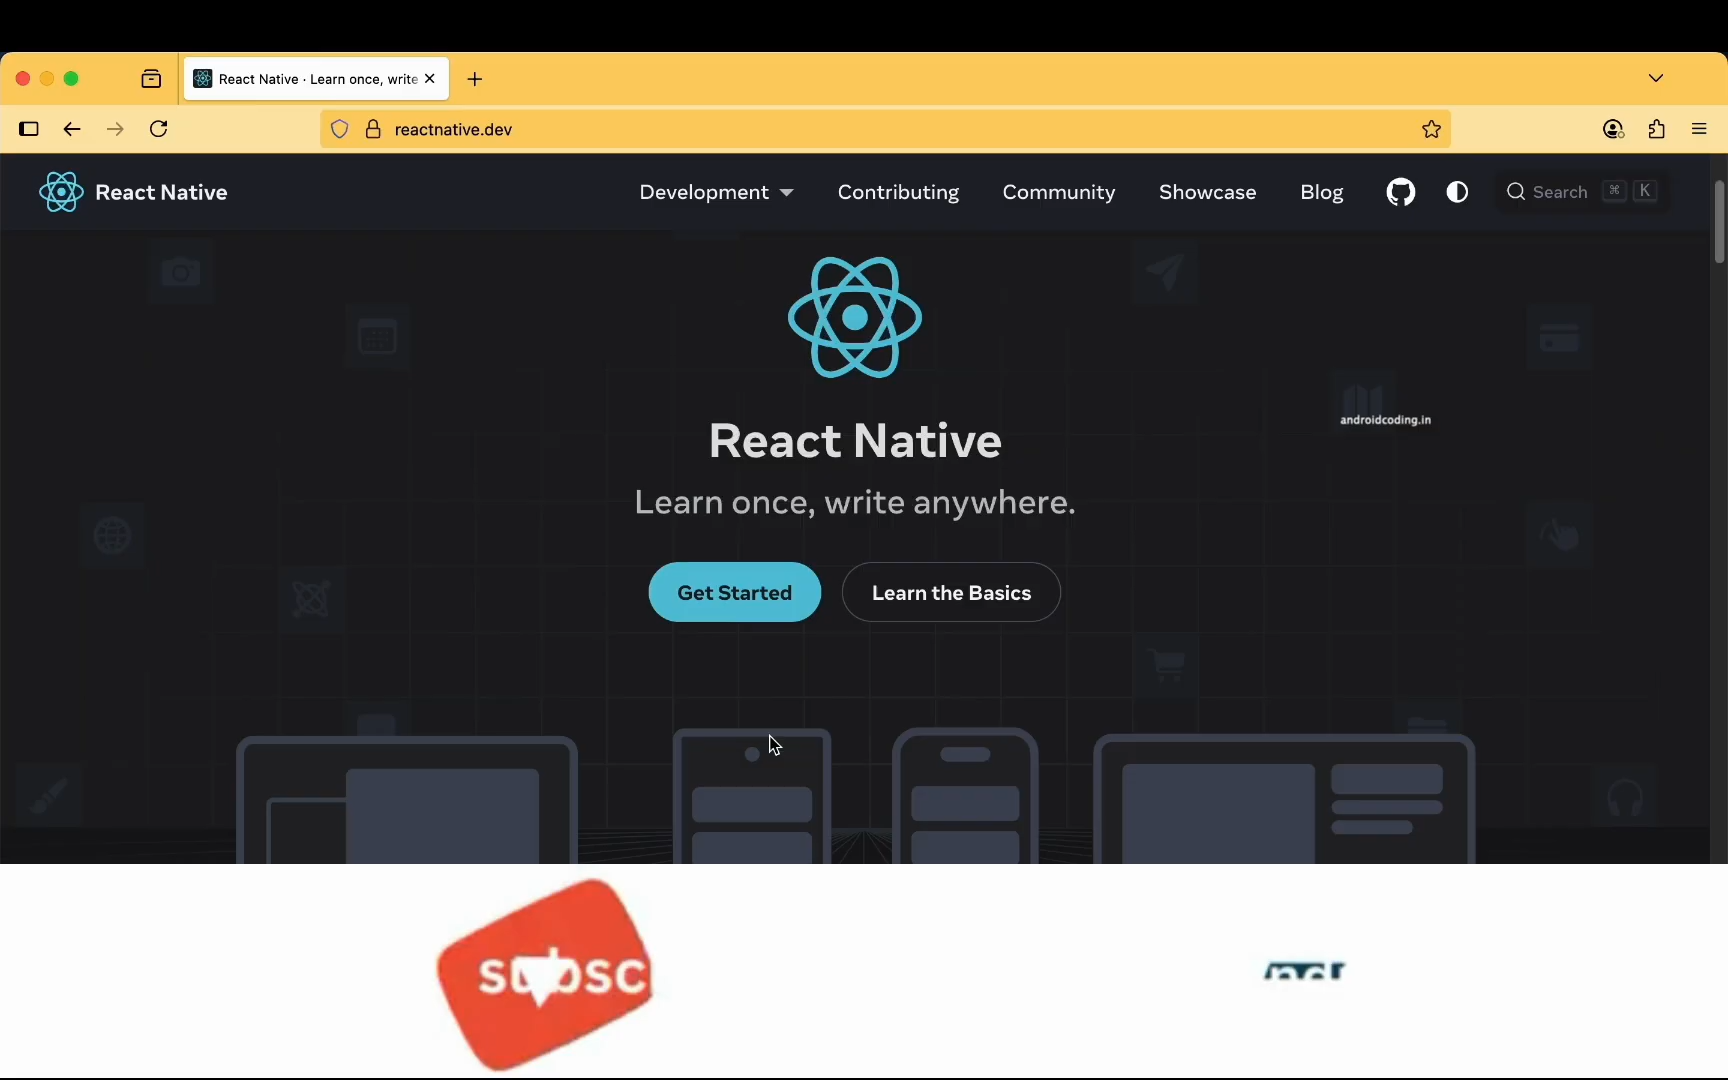 React Native · Learn once, write
reactnative.dev
React Native
Development
Contributing
Community
Showcase
Blog
Search ⌘ K
androidcoding.in
React Native
Learn once, write anywhere.
Get Started
Learn the Basics